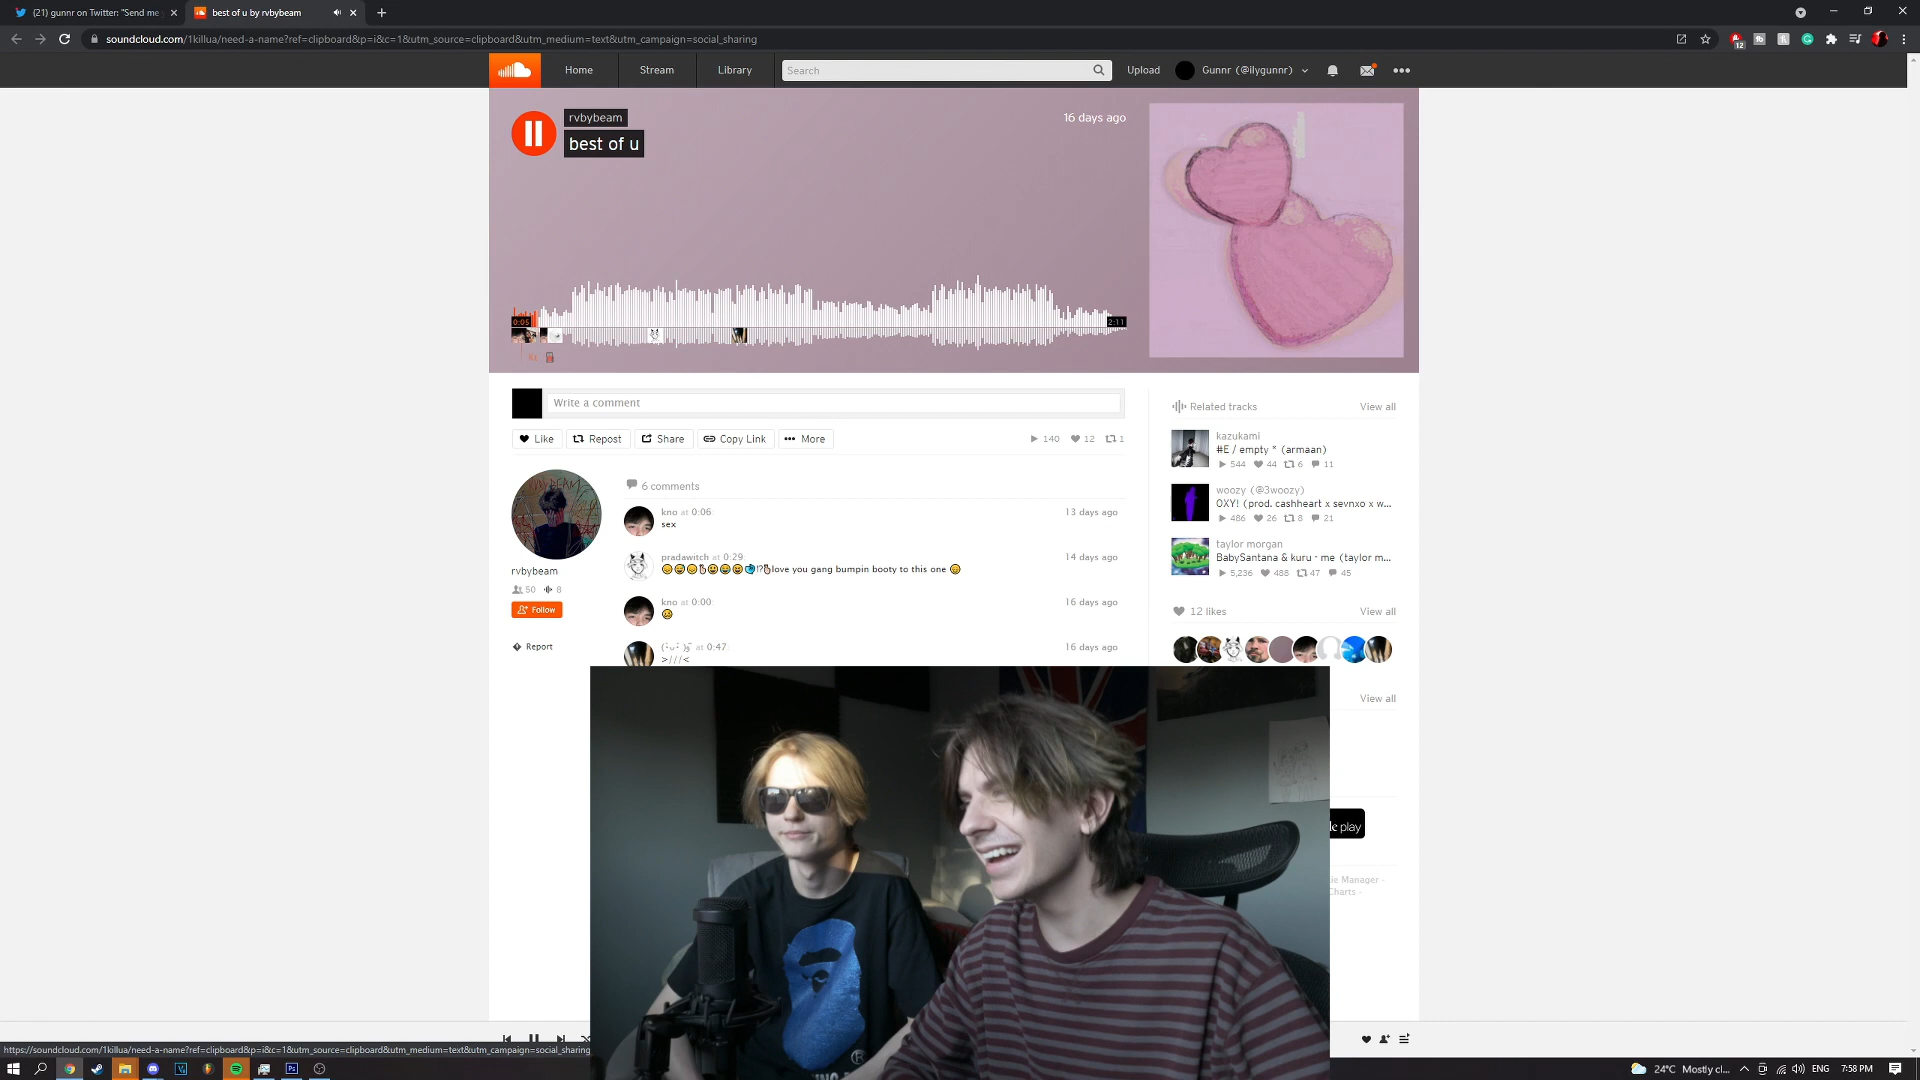 (21) gunnr on Twitter: "Send me
best of u by rvbybeam
soundcloud.com/1killua/need-a-name?ref=clipboard&p=i&c=1&utm_source=clipboard&utm_medium=text&utm_campaign=social_sharing
12
Home
Stream
Library
Search
Upload
Gunnr (@ilygunnr)
rvbybeam
best of u
16 days ago
0:05
2:11
Write a comment
Like
Repost
Share
Copy Link
More
140
12
1
Related tracks
View all
kazukami
#E / empty * (armaan)
544
44
6
11
woozy (@3woozy)
OXY! (prod. cashheart x sevnxo x w...
486
26
8
21
taylor morgan
BabySantana & kuru - me (taylor m...
5,236
488
47
45
12 likes
View all
View all
rvbybeam
50
8
Follow
Report
6 comments
kno at 0:06:
13 days ago
sex
pradawitch at 0:29:
14 days ago
!?love you gang bumpin booty to this one
kno at 0:00:
16 days ago
at 0:47:
16 days ago
>///<
le play
ie Manager -
Charts -
https://soundcloud.com/1killua/need-a-name?ref=clipboard&p=i&c=1&utm_source=clipboard&utm_medium=text&utm_campaign=social_sharing
24°C Mostly cl...
ENG
7:58 PM